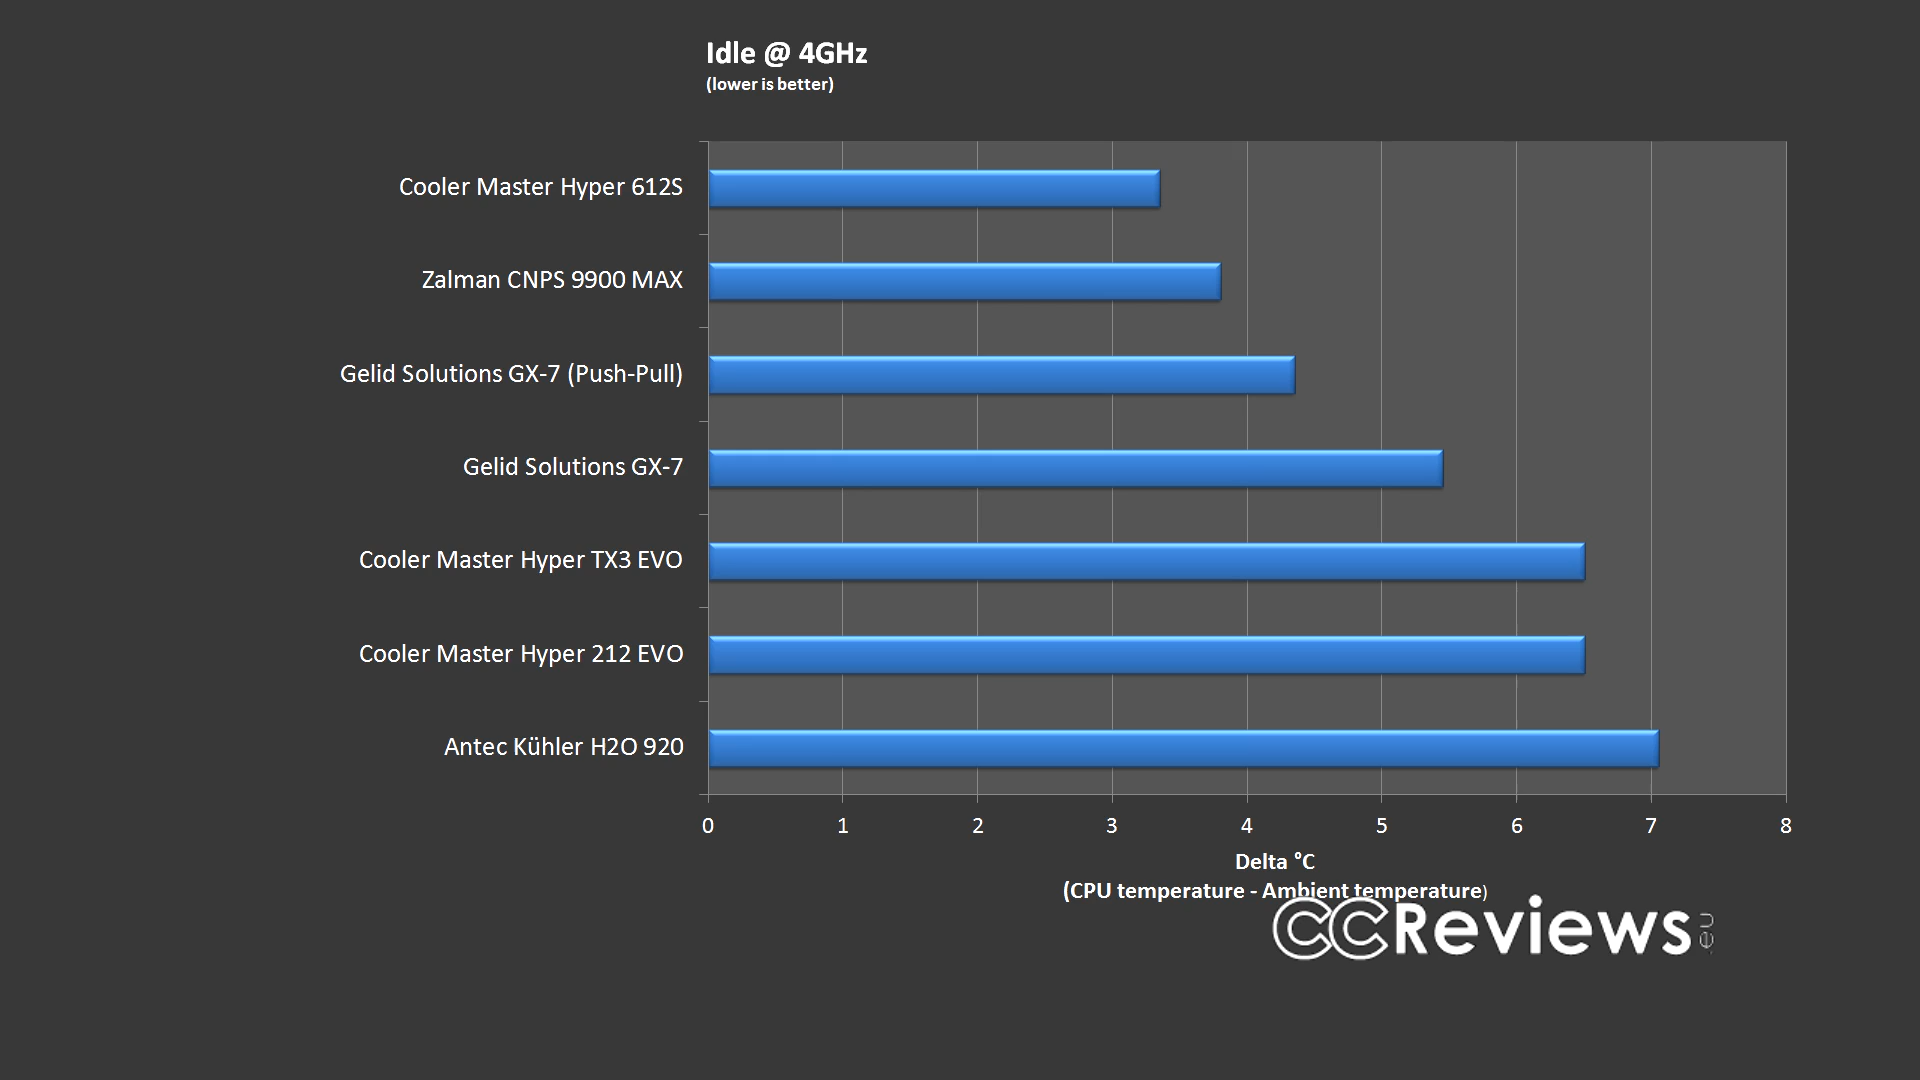 Idle @ 4GHz
(lower is better)
Cooler Master Hyper 612S
Zalman CNPS 9900 MAX
Gelid Solutions GX-7 (Push-Pull)
Gelid Solutions GX-7
Cooler Master Hyper TX3 EVO
Cooler Master Hyper 212 EVO
Antec Kühler H2O 920
0 1 2 3 4 5 6 7 8
Delta °C
(CPU temperature - Ambient temperature)
CCReviews.eu